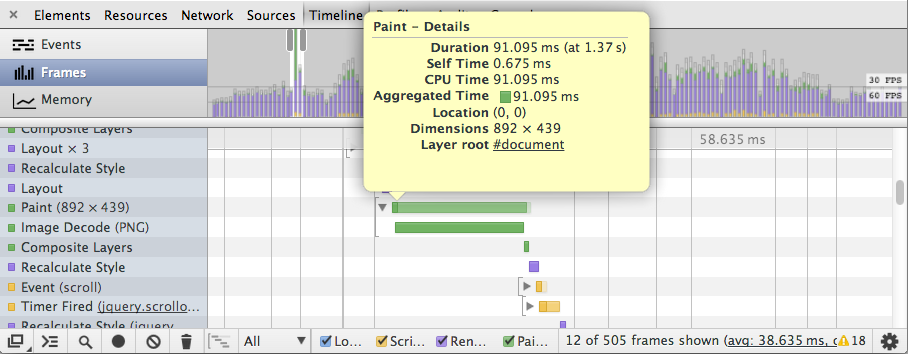 × Elements Resources Network Sources Timeline
Events
Frames
Memory
30 FPS
60 FPS
Paint – Details
Duration 91.095 ms (at 1.37 s)
Self Time 0.675 ms
CPU Time 91.095 ms
Aggregated Time 91.095 ms
Location (0, 0)
Dimensions 892 × 439
Layer root #document
58.635 ms
Composite Layers
Layout × 3
Recalculate Style
Layout
Paint (892 × 439)
Image Decode (PNG)
Composite Layers
Recalculate Style
Event (scroll)
Timer Fired (jquery.scrollo...
Recalculate Style (jquery
All Lo... Scri... Ren... Pai... 12 of 505 frames shown (avg: 38.635 ms, 18